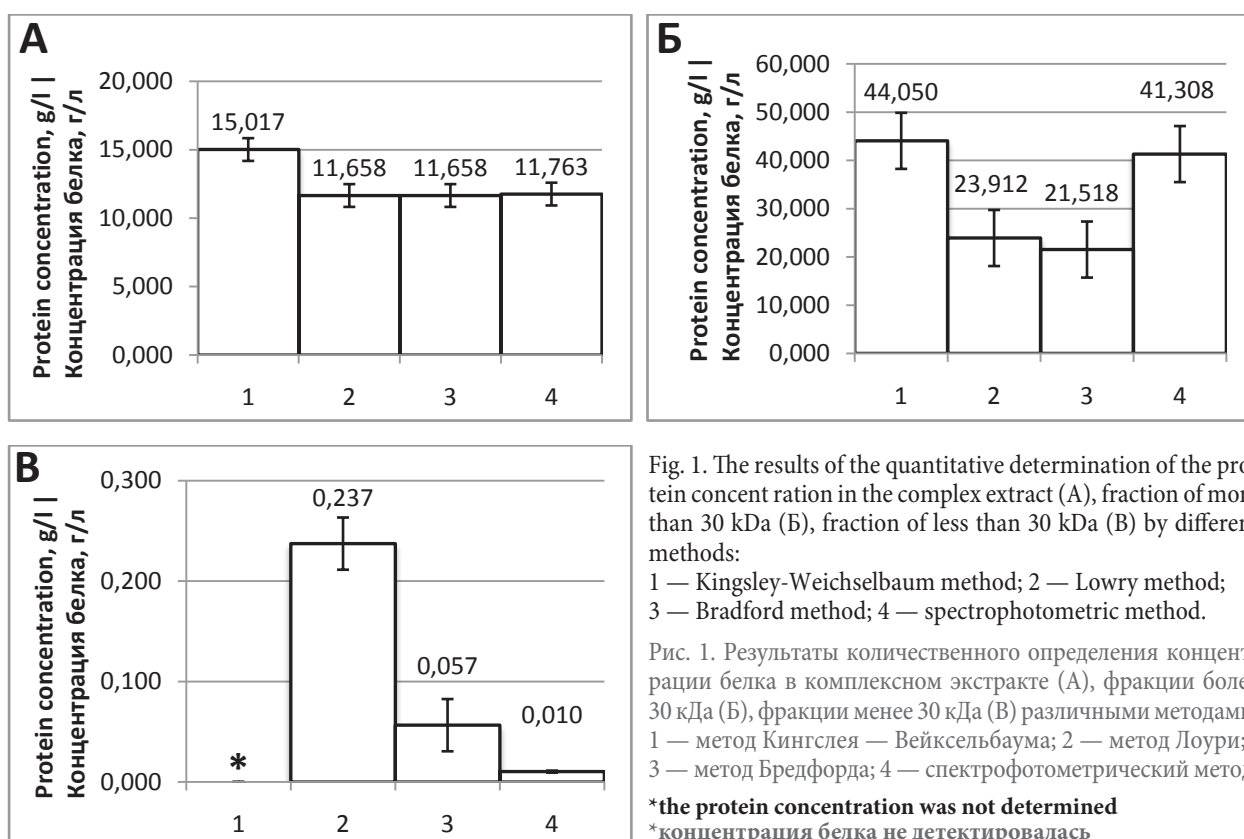 А
Protein concentration, g/l |
Концентрация белка, г/л
20,000
15,000
10,000
5,000
0,000
15,017
11,658
11,658
11,763
1 2 3 4
Б
Protein concentration, g/l |
Концентрация белка, г/л
60,000
50,000
40,000
30,000
20,000
10,000
0,000
44,050
23,912
21,518
41,308
1 2 3 4
В
Protein concentration, g/l |
Концентрация белка, г/л
0,300
0,200
0,100
0,000
*
0,237
0,057
0,010
1 2 3 4
Fig. 1. The results of the quantitative determination of the pro
tein concent ration in the complex extract (A), fraction of mor
than 30 kDa (Б), fraction of less than 30 kDa (В) by differen
methods:
1 — Kingsley-Weichselbaum method; 2 — Lowry method;
3 — Bradford method; 4 — spectrophotometric method.
Рис. 1. Результаты количественного определения концент
рации белка в комплексном экстракте (А), фракции боле
30 кДа (Б), фракции менее 30 кДа (В) различными методами
1 — метод Кингслея — Вейксельбаума; 2 — метод Лоури;
3 — метод Бредфорда; 4 — спектрофотометрический метод
*the protein concentration was not determined
*концентрация белка не детектировалась